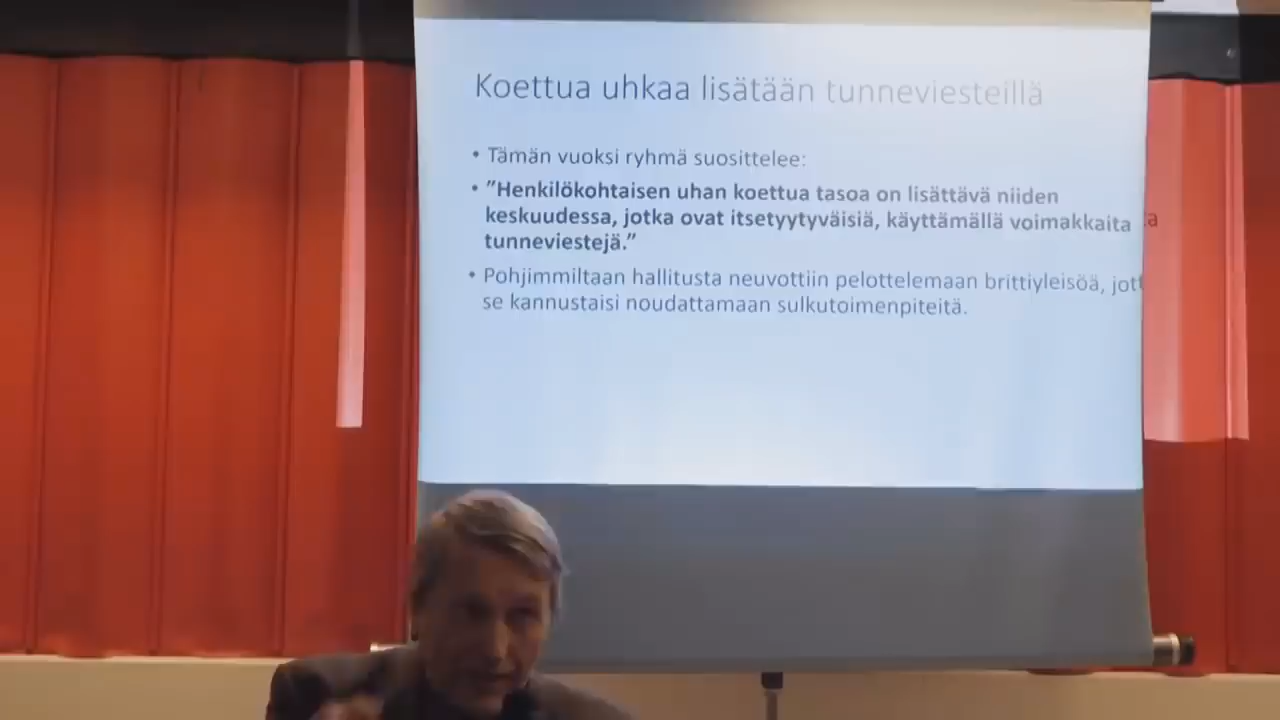 Koettua uhkaa lisätään tunneviesteillä
• Tämän vuoksi ryhmä suosittelee:
• ”Henkilökohtaisen uhan koettua tasoa on lisättävä niiden
keskuudessa, jotka ovat itsetyytyväisiä, käyttämällä voimakkaita
tunneviestejä.”
• Pohjimmiltaan hallitusta neuvottiin pelottelemaan brittiyleisöä, jott
se kannustaisi noudattamaan sulkutoimenpiteitä.